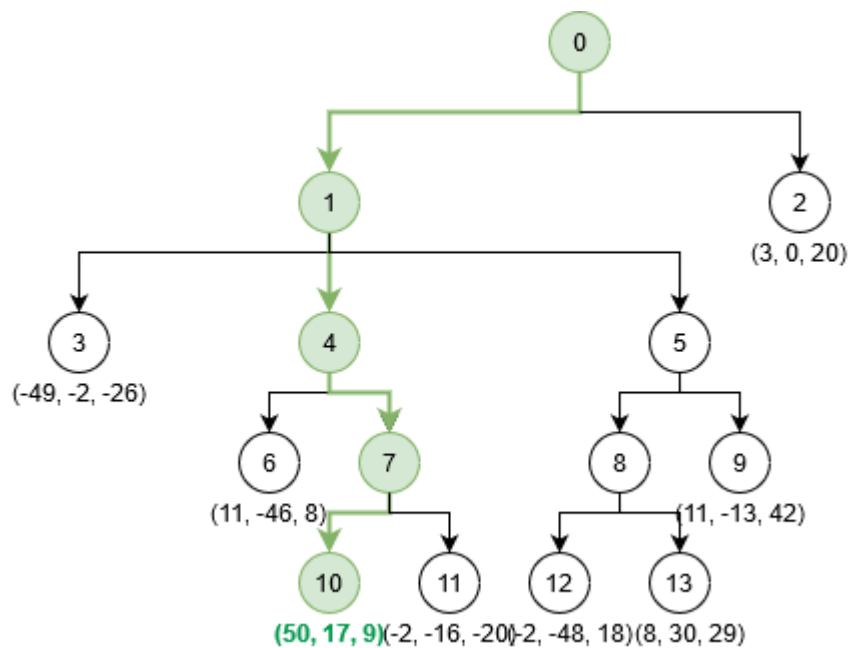 0
1
2
(3, 0, 20)
3
4
5
(-49, -2, -26)
6
7
8
9
(11, -46, 8)
(11, -13, 42)
10
11
12
13
(50, 17, 9)
(-2, -16, -20)
(-2, -48, 18)
(8, 30, 29)